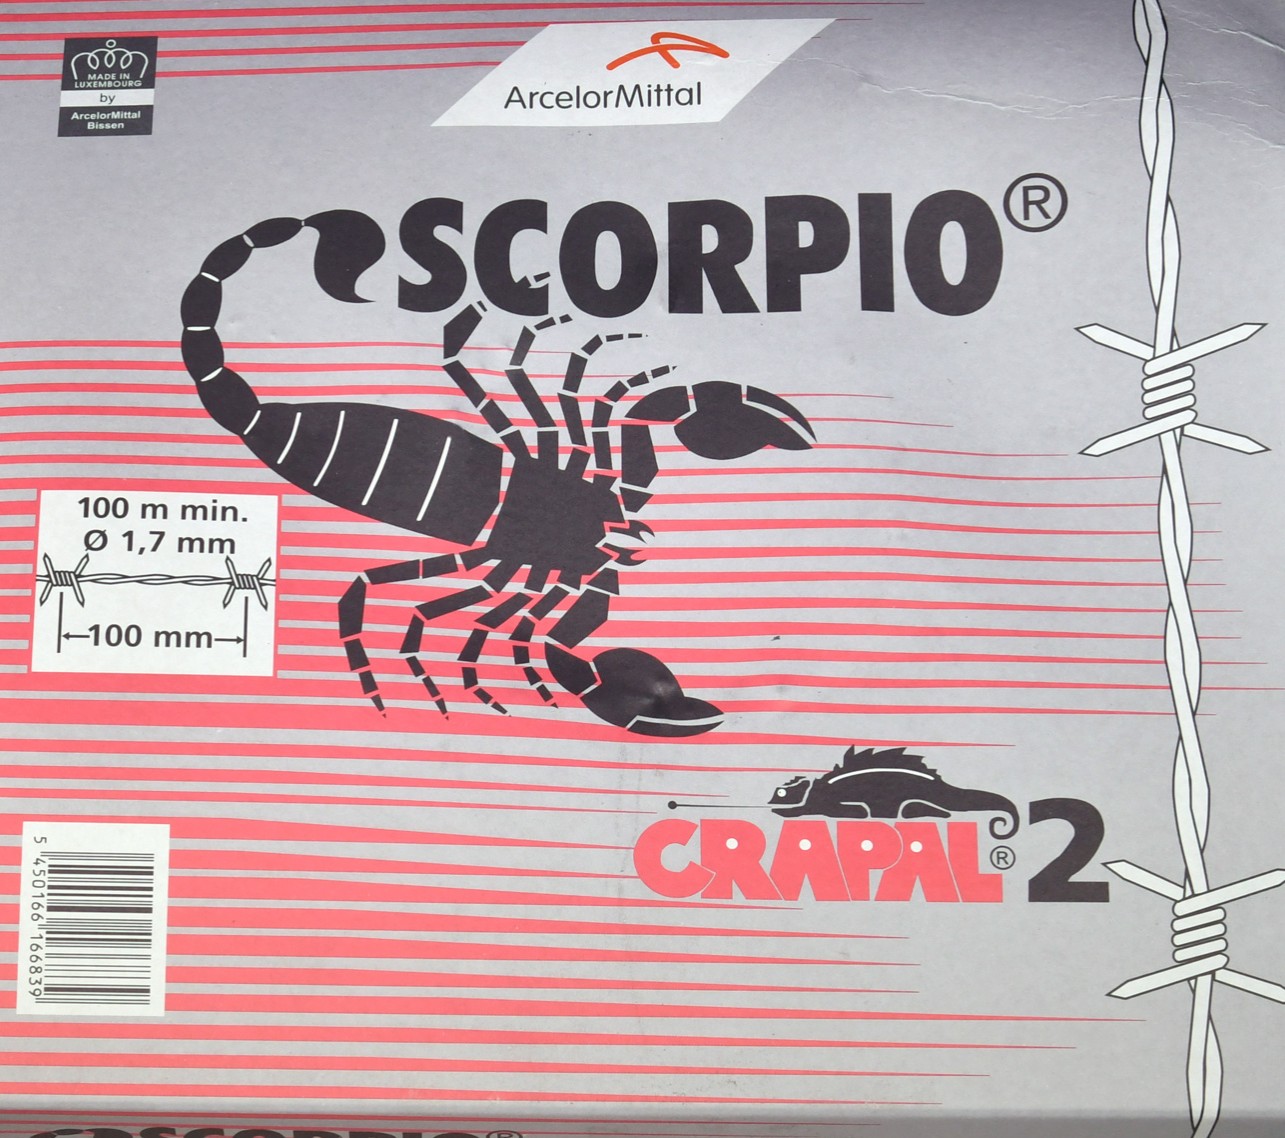 MADE IN
LUXEMBOURG
by
ArcelorMittal
Bissen
ArcelorMittal
SCORPIO®
100 m min.
Ø 1,7 mm
100 mm
CRAPAL® 2
5 450166 166839
SCORPIO®